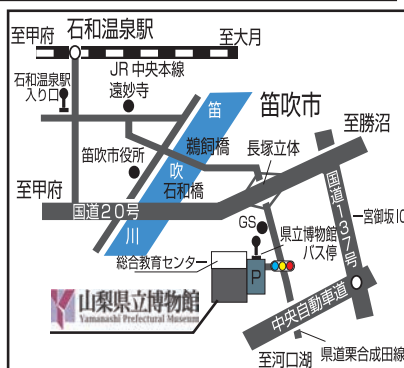 至甲府
石和温泉駅
至大月
JR中央本線
石和温泉駅
入り口
遠妙寺
笛吹市
笛
吹
川
鵜飼橋
至勝沼
長塚立体
笛吹市役所
石和橋
国道137号
一宮御坂IC
至甲府
国道20号
GS
県立博物館
バス停
総合教育センター
P
山梨県立博物館
Yamanashi Prefectural Museum
中央自動車道
至河口湖
県道栗合成田線